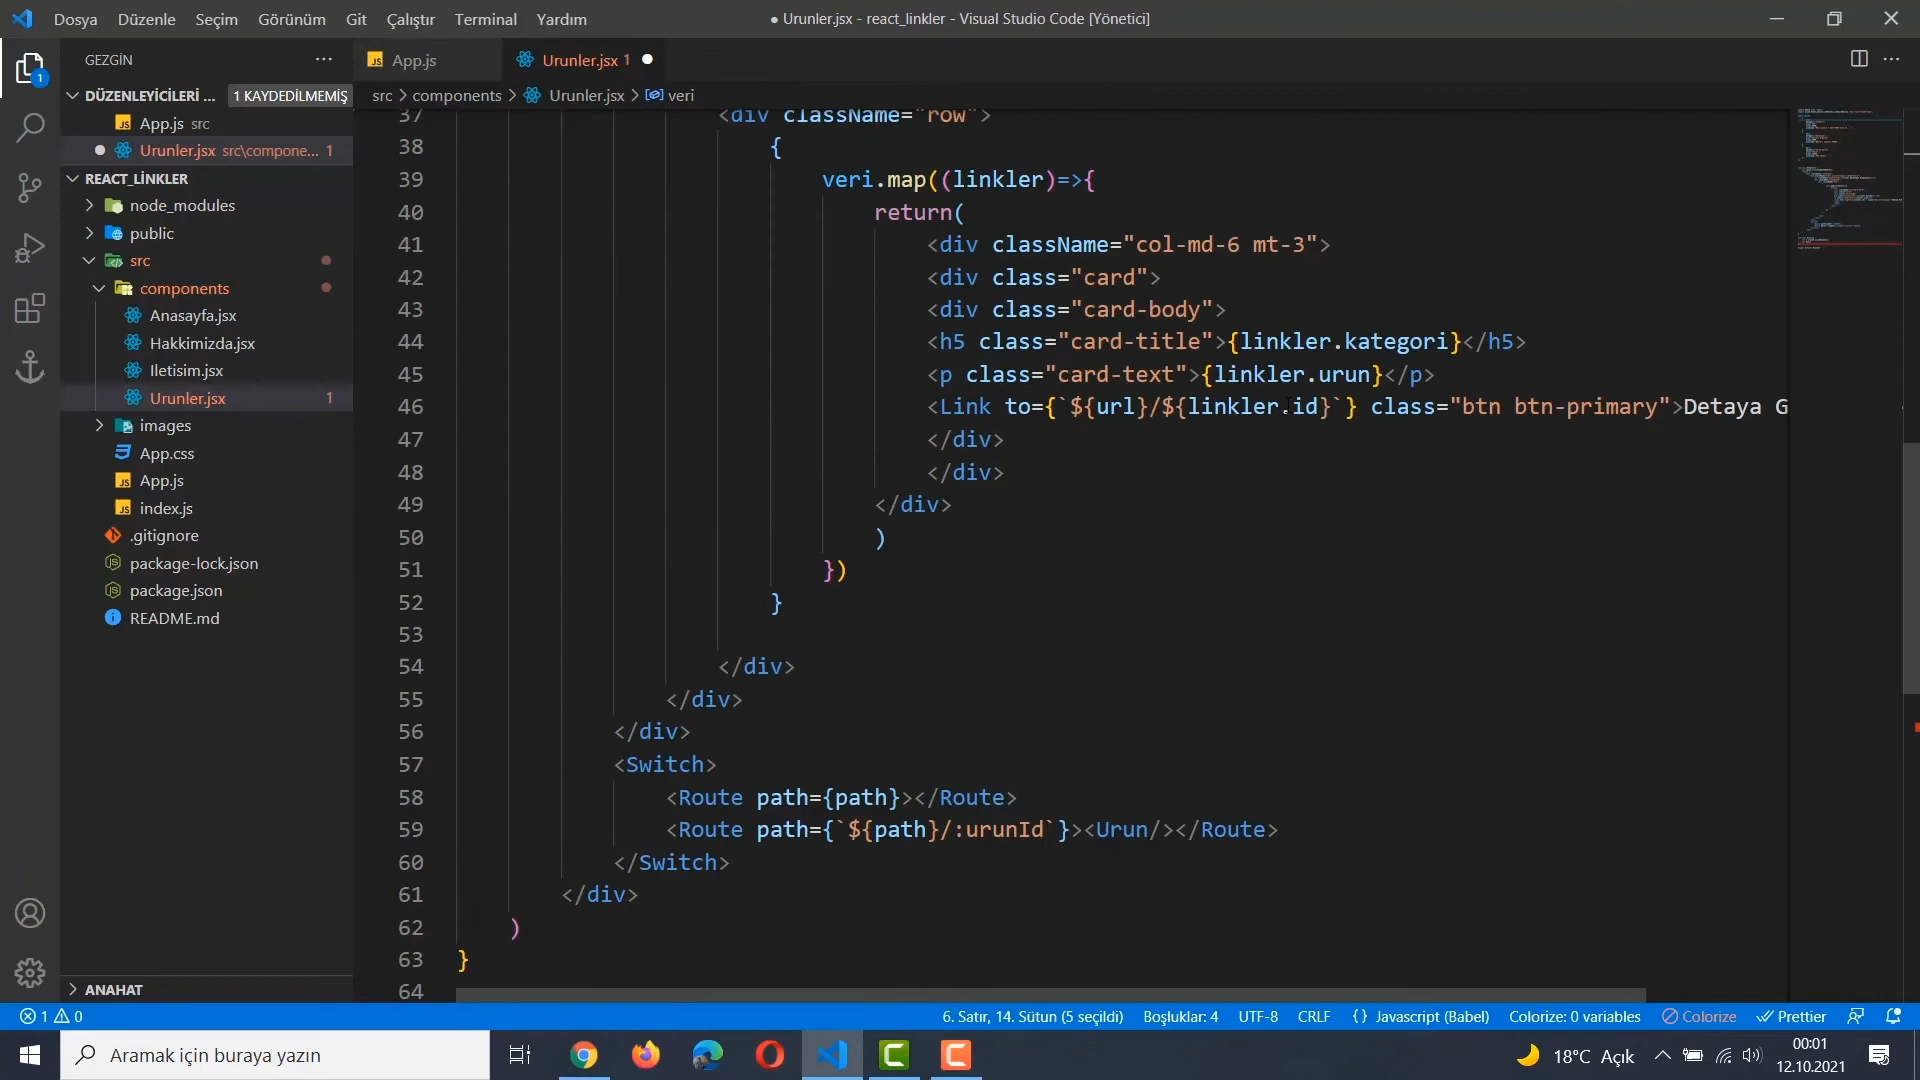 Dosya Düzenle Seçim Görünüm Git Çalıştır Terminal Yardım
● Urunler.jsx - react_linkler - Visual Studio Code [Yönetici]
GEZGİN
App.js
Urunler.jsx 1
DÜZENLEYİCİLERİ ... 1 KAYDEDİLMEMİŞ
src > components > Urunler.jsx > veri
App.js src
Urunler.jsx src\compone... 1
REACT_LİNKLER
node_modules
public
src
components
Anasayfa.jsx
Hakkimizda.jsx
Iletisim.jsx
Urunler.jsx 1
images
App.css
App.js
index.js
.gitignore
package-lock.json
package.json
README.md
ANAHAT
37 <div className="row">
38 {
39 veri.map((linkler)=>{
40 return(
41 <div className="col-md-6 mt-3">
42 <div class="card">
43 <div class="card-body">
44 <h5 class="card-title">{linkler.kategori}</h5>
45 <p class="card-text">{linkler.urun}</p>
46 <Link to={`${url}/${linkler.id}`} class="btn btn-primary">Detaya G
47 </div>
48 </div>
49 </div>
50 )
51 })
52 }
53
54 </div>
55 </div>
56 </div>
57 <Switch>
58 <Route path={path}></Route>
59 <Route path={`${path}/:urunId`}><Urun/></Route>
60 </Switch>
61 </div>
62 )
63 }
64
1 0
6. Satır, 14. Sütun (5 seçildi) Boşluklar: 4 UTF-8 CRLF {} Javascript (Babel) Colorize: 0 variables Colorize Prettier
Aramak için buraya yazın
18°C Açık
00:01
12.10.2021